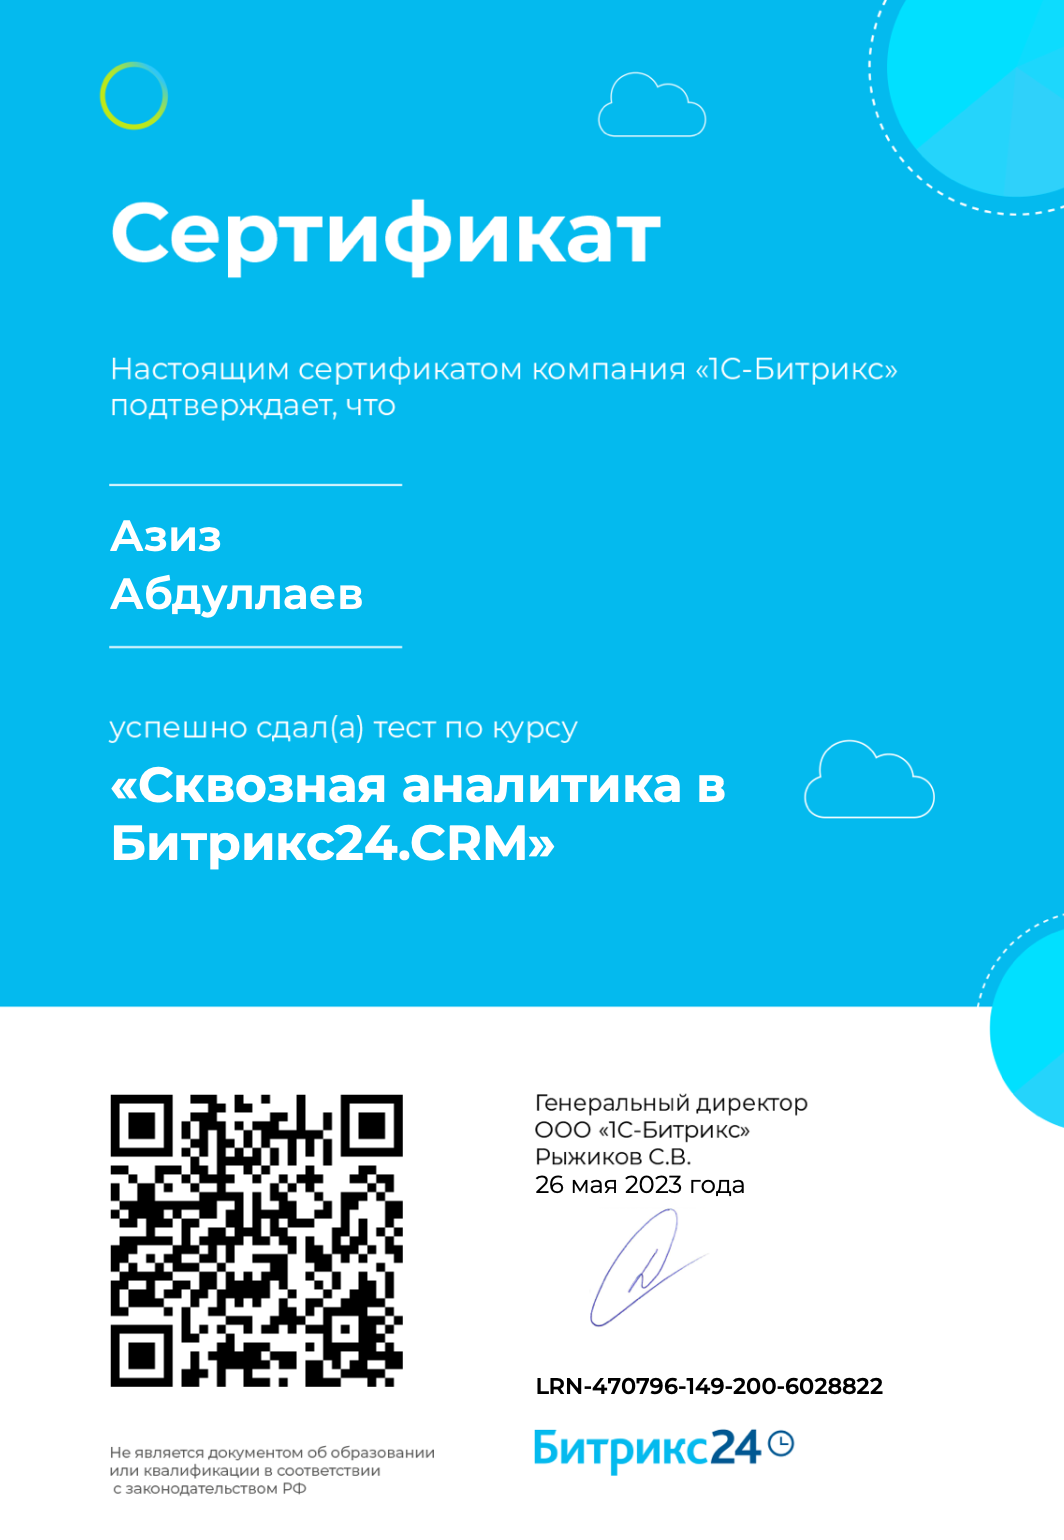 Сертификат
Настоящим сертификатом компания «1С-Битрикс»
подтверждает, что
Азиз
Абдуллаев
успешно сдал(а) тест по курсу
«Сквозная аналитика в
Битрикс24.CRM»
Генеральный директор
ООО «1С-Битрикс»
Рыжиков С.В.
26 мая 2023 года
LRN-470796-149-200-6028822
Битрикс24
Не является документом об образовании
или квалификации в соответствии
с законодательством РФ